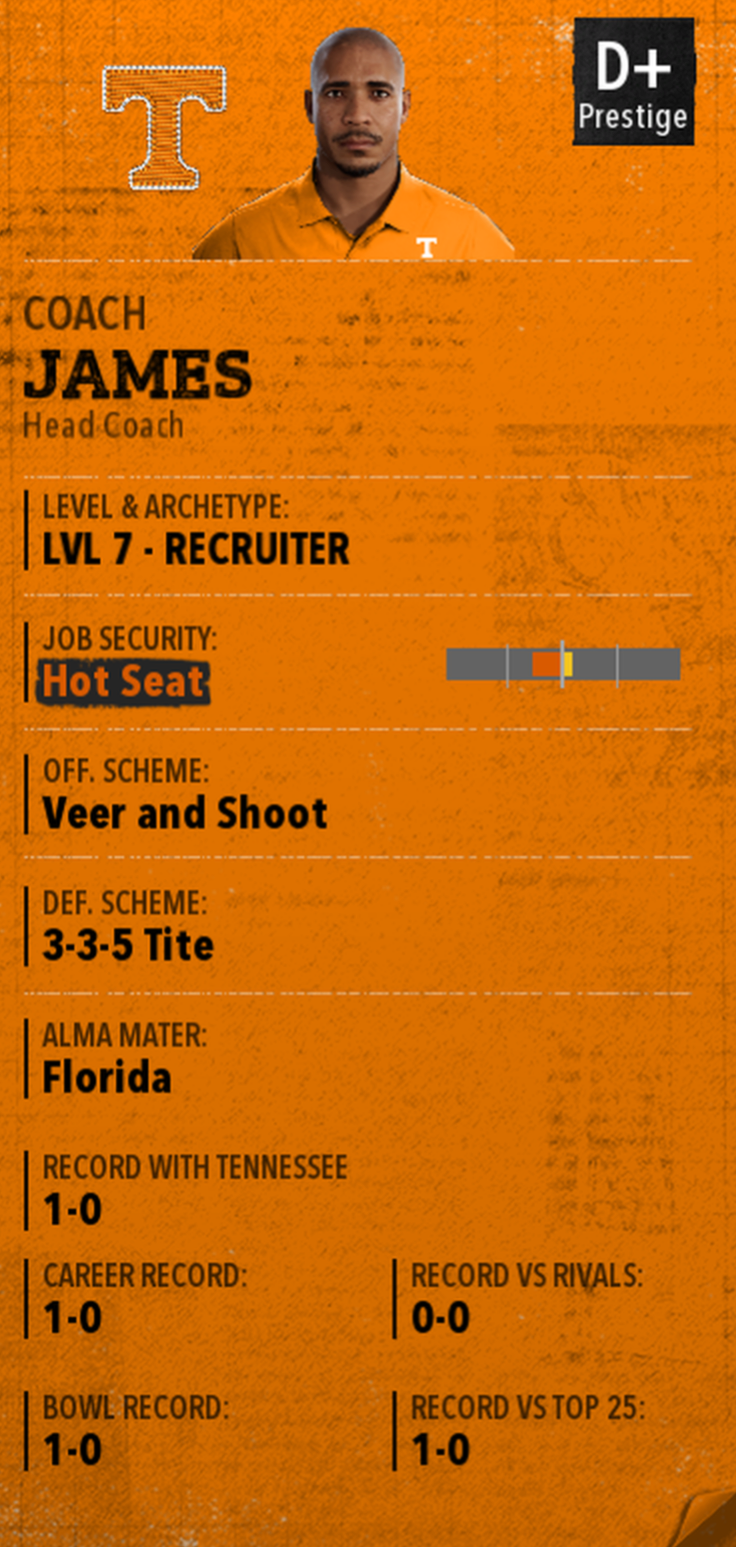 T
D+
Prestige
T
COACH
JAMES
Head Coach
LEVEL & ARCHETYPE:
LVL 7 - RECRUITER
JOB SECURITY:
Hot Seat
OFF. SCHEME:
Veer and Shoot
DEF. SCHEME:
3-3-5 Tite
ALMA MATER:
Florida
RECORD WITH TENNESSEE
1-0
CAREER RECORD:
1-0
RECORD VS RIVALS:
0-0
BOWL RECORD:
1-0
RECORD VS TOP 25:
1-0